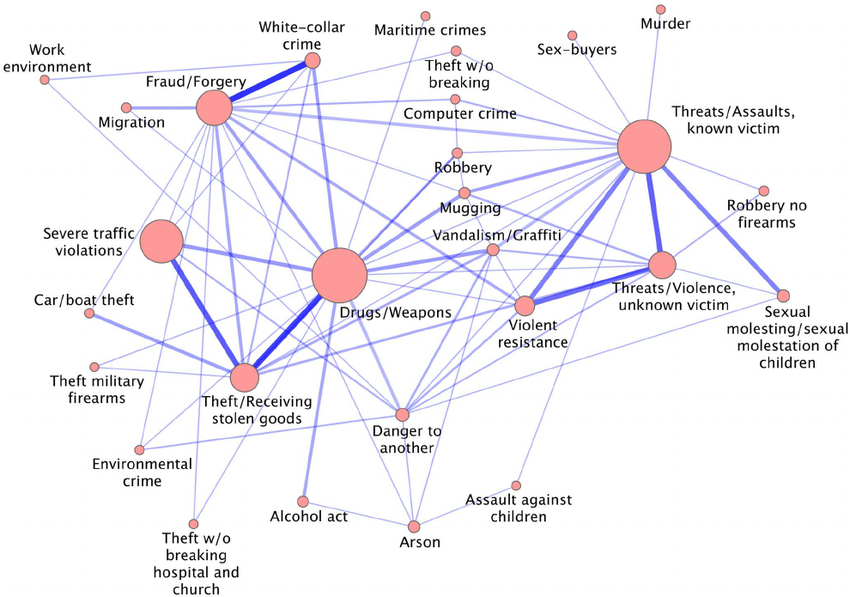 White-collar
crime
Maritime crimes
Murder
Sex-buyers
Work
environment
Theft w/o
breaking
Fraud/Forgery
Migration
Computer crime
Threats/Assaults,
known victim
Robbery
Mugging
Robbery no
firearms
Severe traffic
violations
Vandalism/Graffiti
Car/boat theft
Drugs/Weapons
Threats/Violence,
unknown victim
Violent
resistance
Sexual
molesting/sexual
molestation of
children
Theft military
firearms
Theft/Receiving
stolen goods
Danger to
another
Environmental
crime
Assault against
children
Alcohol act
Arson
Theft w/o
breaking
hospital and
church